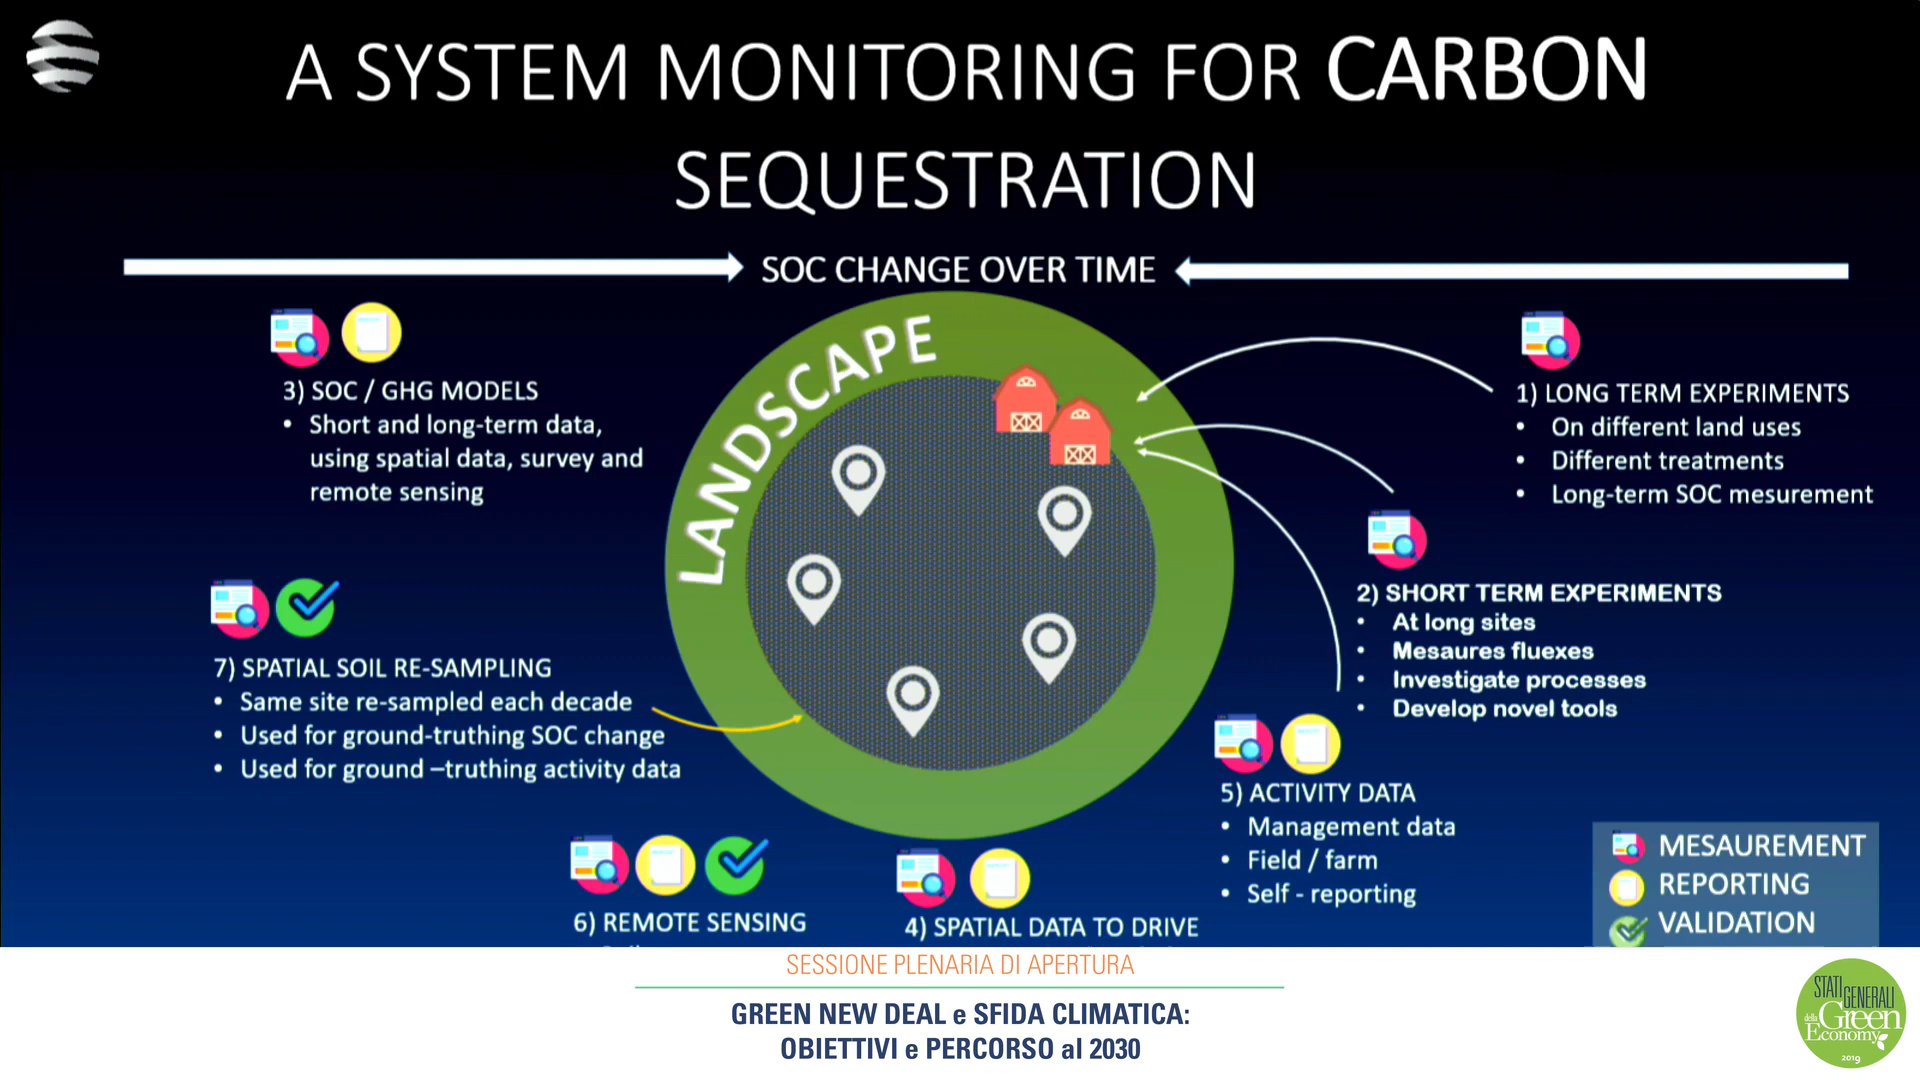 A SYSTEM MONITORING FOR CARBON
SEQUESTRATION
SOC CHANGE OVER TIME
LANDSCAPE
3) SOC / GHG MODELS
• Short and long-term data,
using spatial data, survey and
remote sensing
7) SPATIAL SOIL RE-SAMPLING
• Same site re-sampled each decade
• Used for ground-truthing SOC change
• Used for ground –truthing activity data
6) REMOTE SENSING
4) SPATIAL DATA TO DRIVE
1) LONG TERM EXPERIMENTS
• On different land uses
• Different treatments
• Long-term SOC mesurement
2) SHORT TERM EXPERIMENTS
• At long sites
• Mesaures fluexes
• Investigate processes
• Develop novel tools
5) ACTIVITY DATA
• Management data
• Field / farm
• Self - reporting
MESAUREMENT
REPORTING
VALIDATION
SESSIONE PLENARIA DI APERTURA
GREEN NEW DEAL e SFIDA CLIMATICA:
OBIETTIVI e PERCORSO al 2030
STATI GENERALI
della Green
Economy
2019